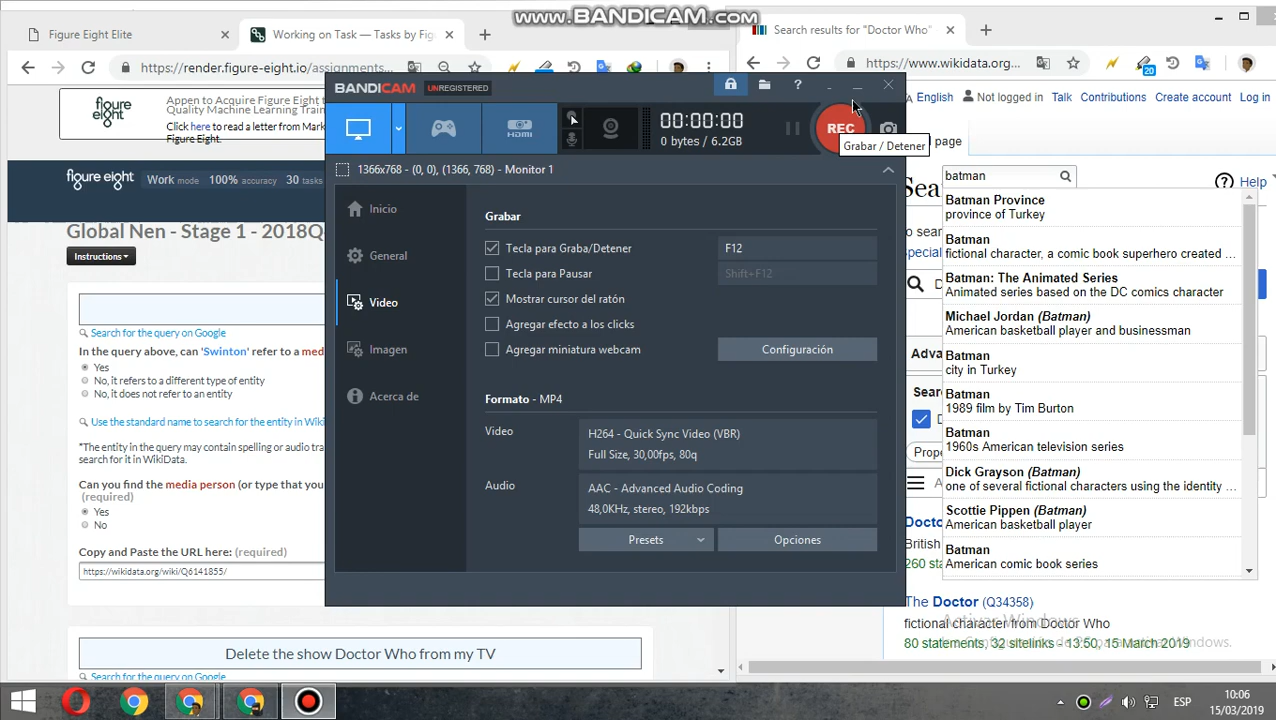 www.BANDICAM.com
Figure Eight Elite
Working on Task — Tasks by Fig
Search results for "Doctor Who"
https://render.figure-eight.io/assignments
https://www.wikidata.org...
20
figure eight
Appen to Acquire Figure Eight
Quality Machine Learning Train
Click here to read a letter from Mark
Figure Eight.
figure eight Work mode 100% accuracy 30 tasks
Global Nen - Stage 1 - 2018Q
Instructions
Search for the query on Google
In the query above, can 'Swinton' refer to a med
Yes
No, it refers to a different type of entity
No, it does not refer to an entity
Use the standard name to search for the entity in Wiki
*The entity in the query may contain spelling or audio tra
search for it in WikiData.
Can you find the media person (or type that you
(required)
Yes
No
Copy and Paste the URL here: (required)
https://wikidata.org/wiki/Q6141855/
Delete the show Doctor Who from my TV
Search for the query on Google
BANDICAM UNREGISTERED
HDMI
00:00:00
0 bytes / 6.2GB
REC
Grabar / Detener
1366x768 - (0, 0), (1366, 768) - Monitor 1
Inicio
General
Video
Imagen
Acerca de
Grabar
Tecla para Graba/Detener F12
Tecla para Pausar Shift+F12
Mostrar cursor del ratón
Agregar efecto a los clicks
Agregar miniatura webcam Configuración
Formato - MP4
Video
H264 - Quick Sync Video (VBR)
Full Size, 30,00fps, 80q
Audio
AAC - Advanced Audio Coding
48,0KHz, stereo, 192kbps
Presets Opciones
English Not logged in Talk Contributions Create account Log in
page
Sea
batman
Help
Batman Province
province of Turkey
Batman
fictional character, a comic book superhero created ...
Batman: The Animated Series
Animated series based on the DC comics character
Michael Jordan (Batman)
American basketball player and businessman
Batman
city in Turkey
Batman
1989 film by Tim Burton
Batman
1960s American television series
Dick Grayson (Batman)
one of several fictional characters using the identity ...
Scottie Pippen (Batman)
American basketball player
Batman
American comic book series
specia
Adva
Searc
Prope
Docto
British
260 sta
The Doctor (Q34358)
fictional character from Doctor Who
80 statements, 32 sitelinks - 13:50, 15 March 2019
Activar Windows
ESP
10:06
15/03/2019